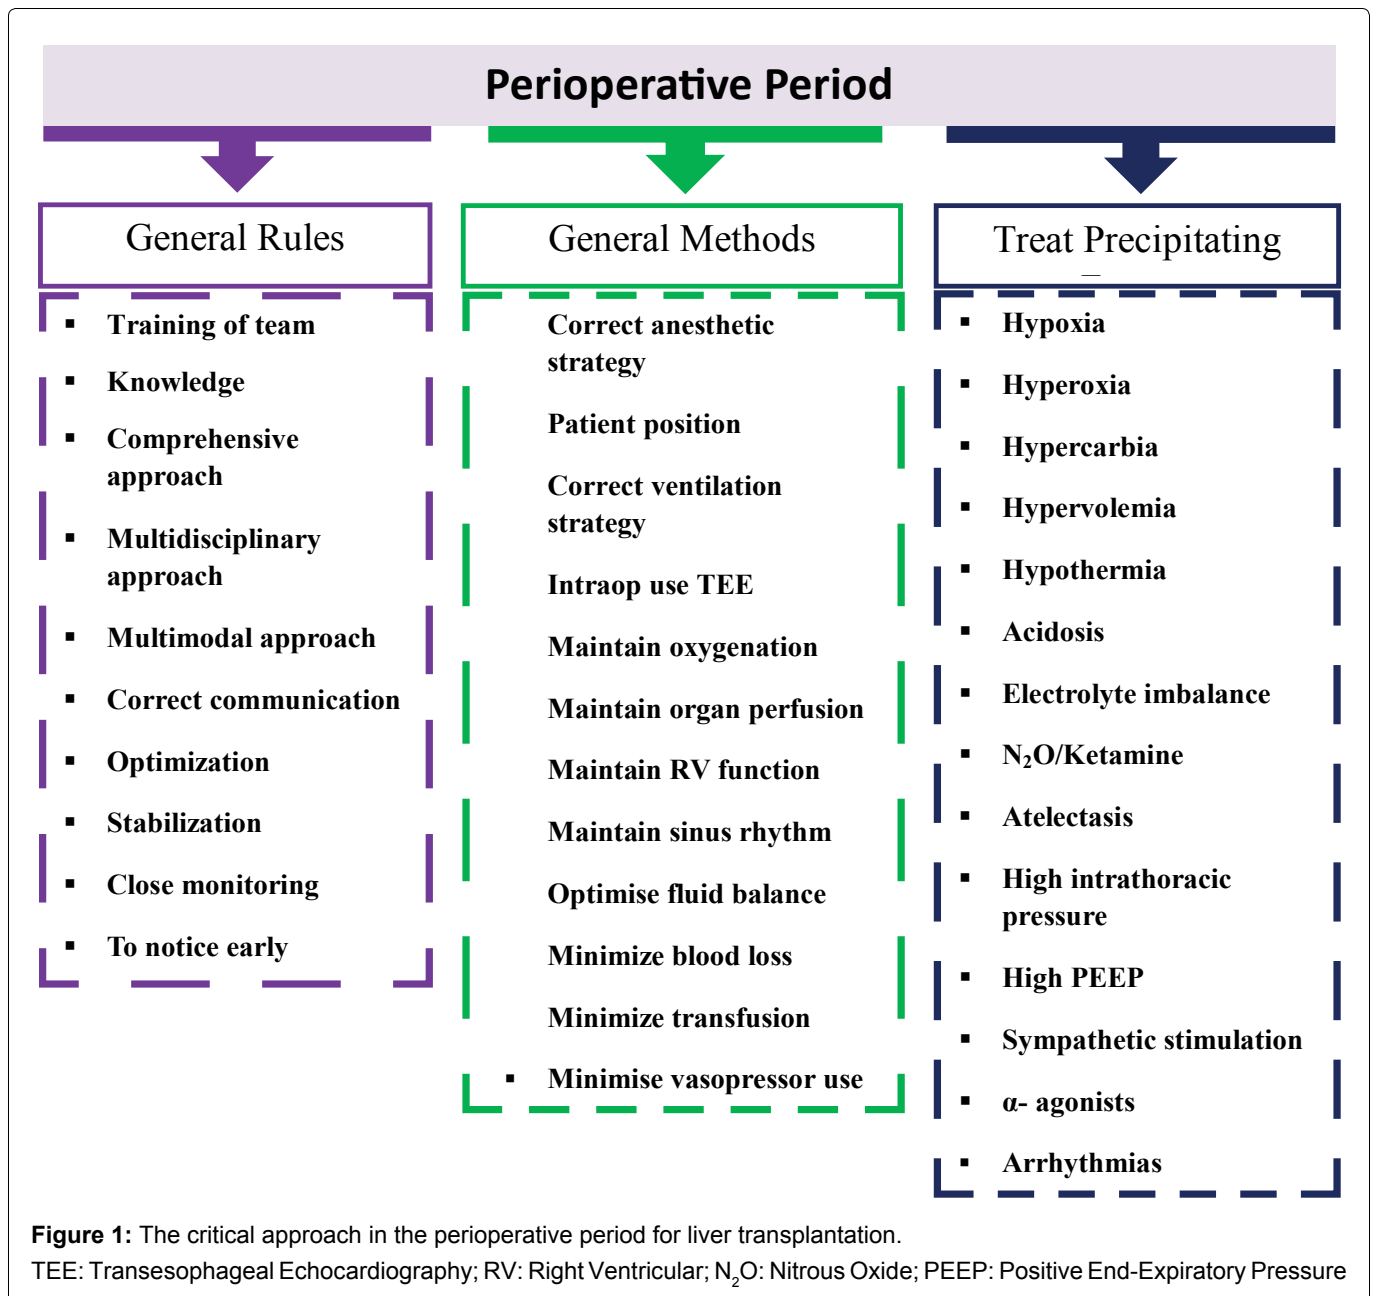 Perioperative Period
General Rules
▪ Training of team
▪ Knowledge
▪ Comprehensive
approach
▪ Multidisciplinary
approach
▪ Multimodal approach
▪ Correct communication
▪ Optimization
▪ Stabilization
▪ Close monitoring
▪ To notice early
General Methods
Correct anesthetic
strategy
Patient position
Correct ventilation
strategy
Intraop use TEE
Maintain oxygenation
Maintain organ perfusion
Maintain RV function
Maintain sinus rhythm
Optimise fluid balance
Minimize blood loss
Minimize transfusion
▪ Minimise vasopressor use
Treat Precipitating
▪ Hypoxia
▪ Hyperoxia
▪ Hypercarbia
▪ Hypervolemia
▪ Hypothermia
▪ Acidosis
▪ Electrolyte imbalance
▪ N₂O/Ketamine
▪ Atelectasis
▪ High intrathoracic
pressure
▪ High PEEP
▪ Sympathetic stimulation
▪ α- agonists
▪ Arrhythmias
Figure 1: The critical approach in the perioperative period for liver transplantation.
TEE: Transesophageal Echocardiography; RV: Right Ventricular; N₂O: Nitrous Oxide; PEEP: Positive End-Expiratory Pressure